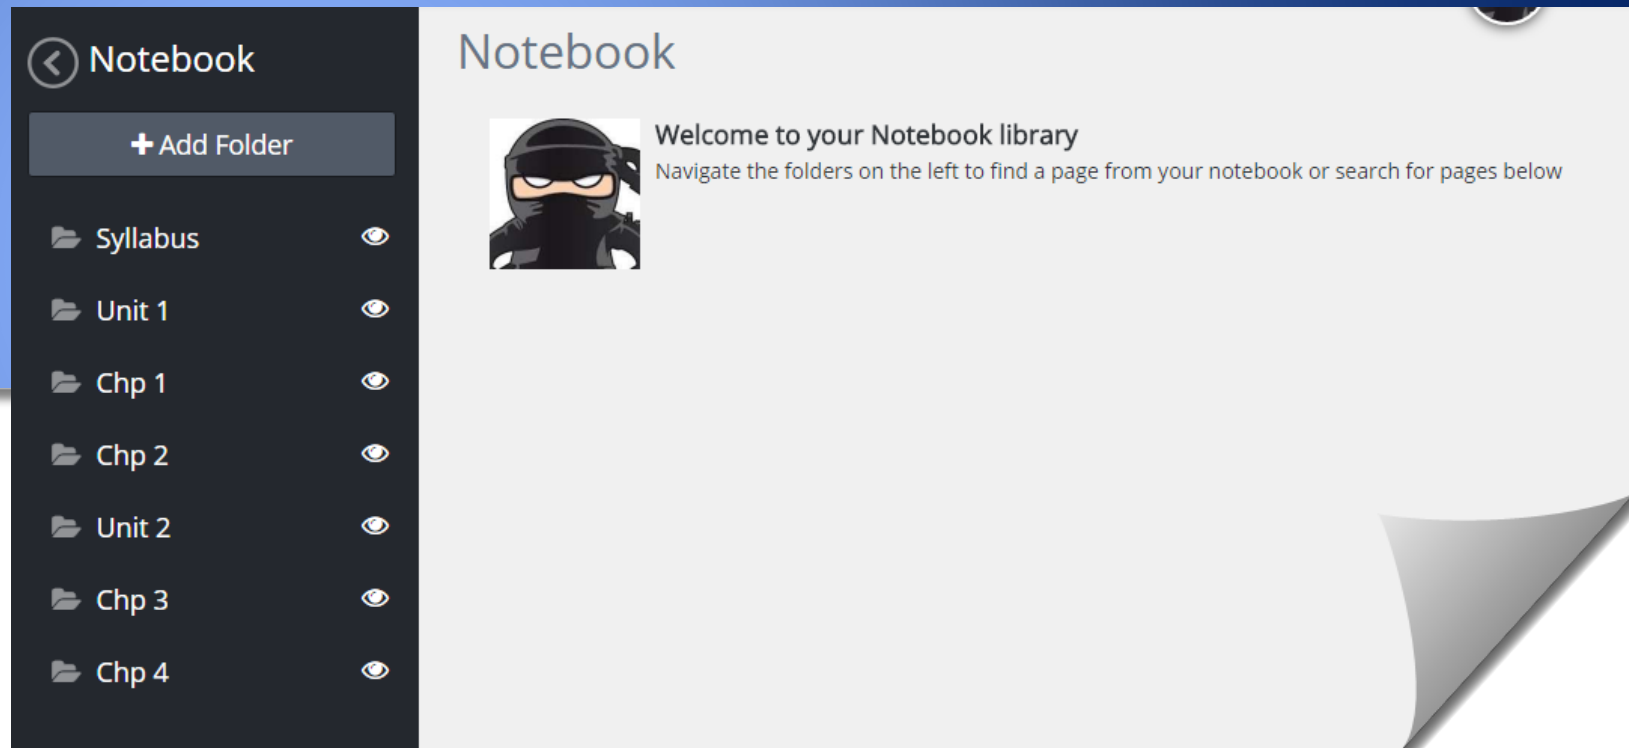 Notebook
+ Add Folder
Syllabus
Unit 1
Chp 1
Chp 2
Unit 2
Chp 3
Chp 4
Notebook
Welcome to your Notebook library
Navigate the folders on the left to find a page from your notebook or search for pages below